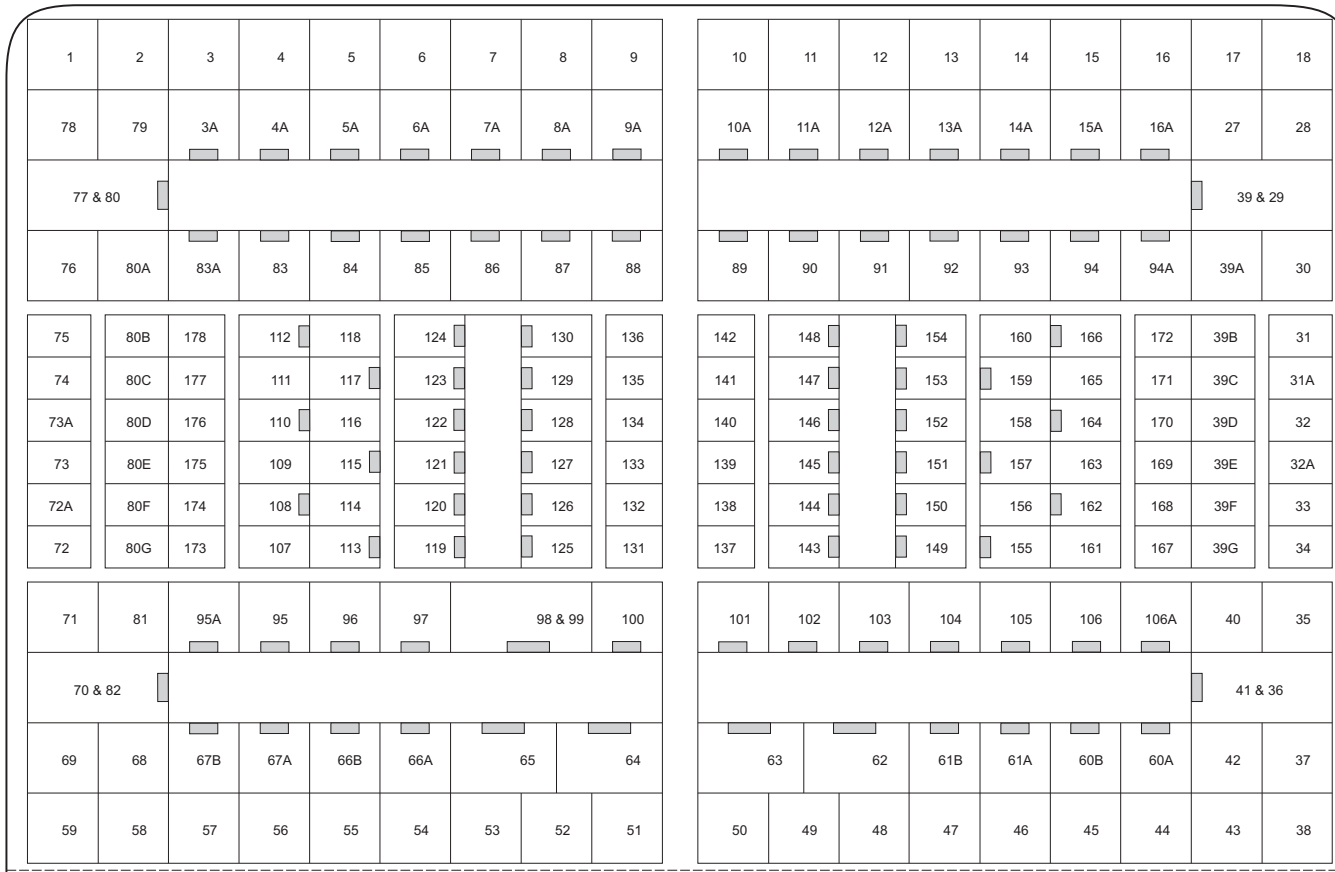 1 2 3 4 5 6 7 8 9 10 11 12 13 14 15 16 17 18
78 79 3A 4A 5A 6A 7A 8A 9A 10A 11A 12A 13A 14A 15A 16A 27 28
77 & 80 39 & 29
76 80A 83A 83 84 85 86 87 88 89 90 91 92 93 94 94A 39A 30
75 80B 178 112 118 124 130 136 142 148 154 160 166 172 39B 31
74 80C 177 111 117 123 129 135 141 147 153 159 165 171 39C 31A
73A 80D 176 110 116 122 128 134 140 146 152 158 164 170 39D 32
73 80E 175 109 115 121 127 133 139 145 151 157 163 169 39E 32A
72A 80F 174 108 114 120 126 132 138 144 150 156 162 168 39F 33
72 80G 173 107 113 119 125 131 137 143 149 155 161 167 39G 34
71 81 95A 95 96 97 98 & 99 100 101 102 103 104 105 106 106A 40 35
70 & 82 41 & 36
69 68 67B 67A 66B 66A 65 64 63 62 61B 61A 60B 60A 42 37
59 58 57 56 55 54 53 52 51 50 49 48 47 46 45 44 43 38